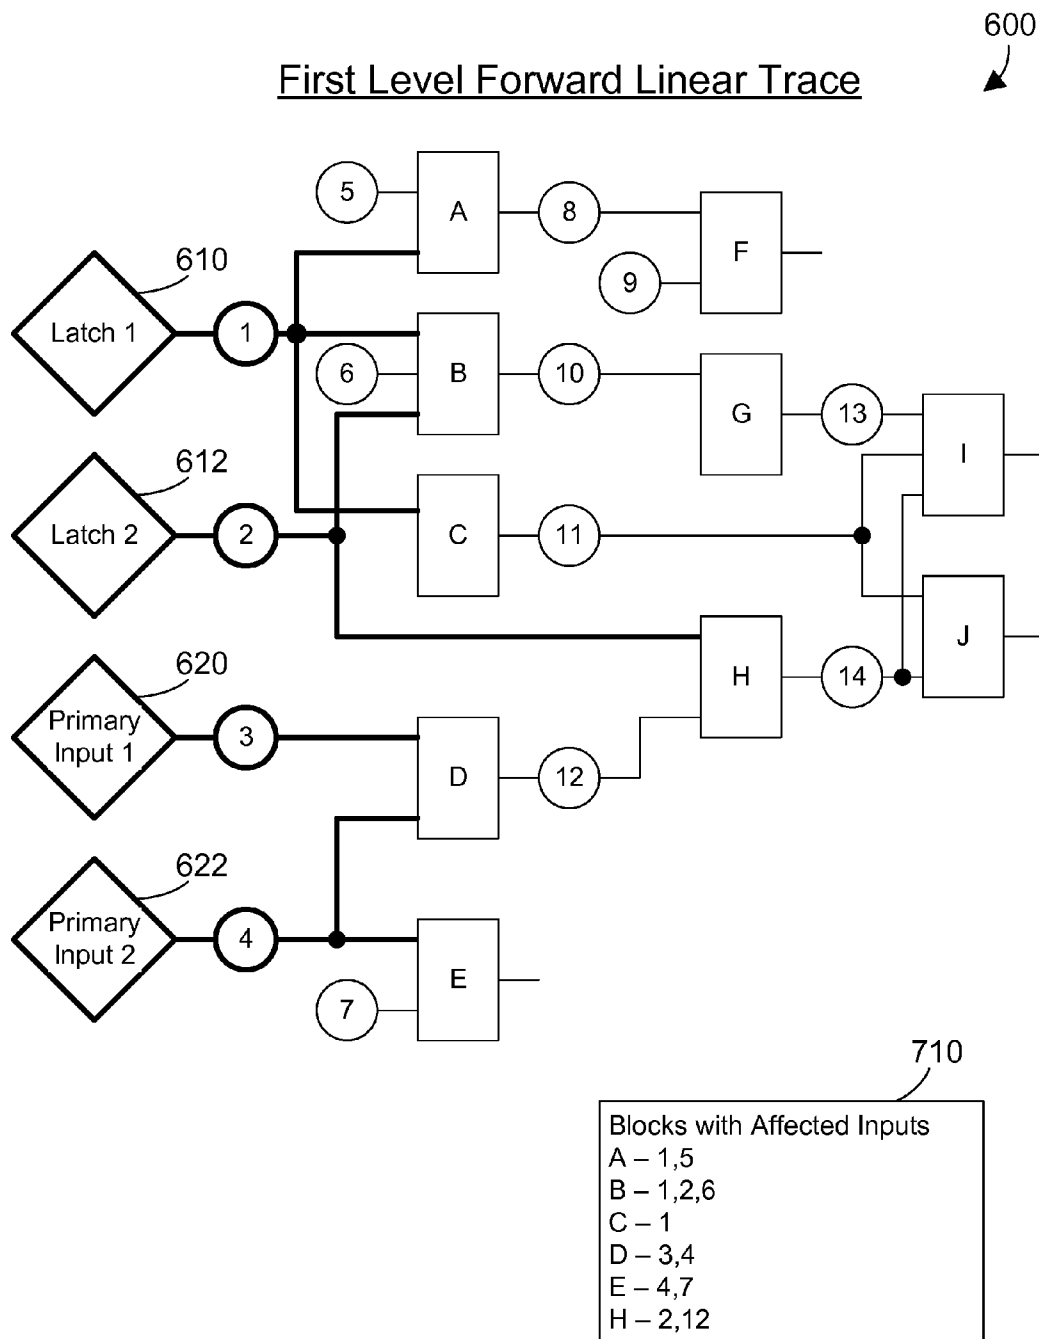 600
First Level Forward Linear Trace
5
A
8
F
9
610
Latch 1
1
6
B
10
G
13
I
612
Latch 2
2
C
11
J
620
Primary
Input 1
3
H
14
D
12
622
Primary
Input 2
4
E
7
710
Blocks with Affected Inputs
A – 1,5
B – 1,2,6
C – 1
D – 3,4
E – 4,7
H – 2,12